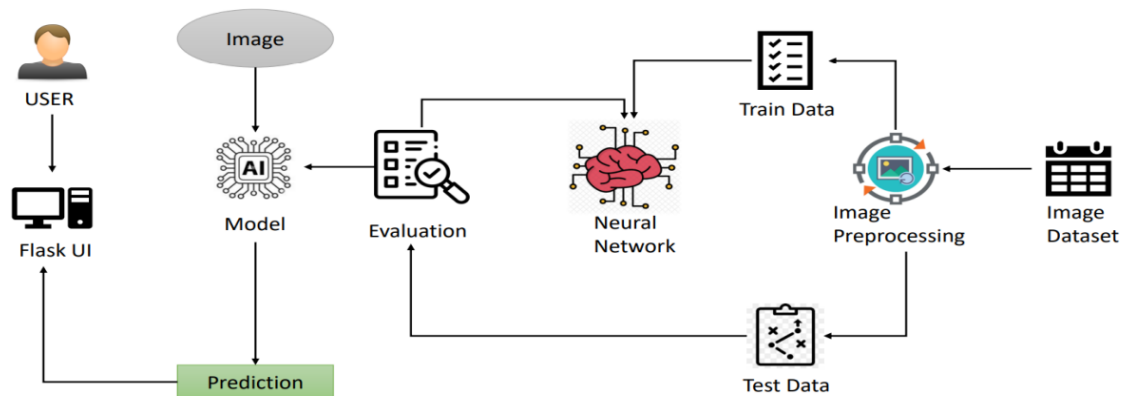 Image
USER
Train Data
AI
Flask UI
Model
Evaluation
Neural
Network
Image
Preprocessing
Image
Dataset
Prediction
Test Data